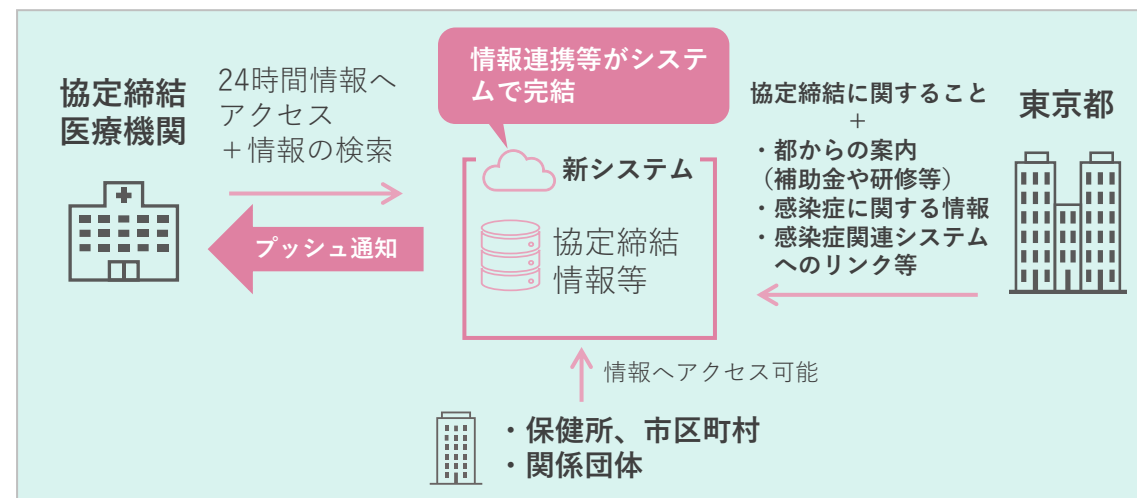 協定締結
医療機関
24時間情報へ
アクセス
＋情報の検索
プッシュ通知
情報連携等がシステ
ムで完結
新システム
協定締結
情報等
協定締結に関すること
＋
・都からの案内
（補助金や研修等）
・感染症に関する情報
・感染症関連システム
へのリンク等
東京都
情報へアクセス可能
・保健所、市区町村
・関係団体